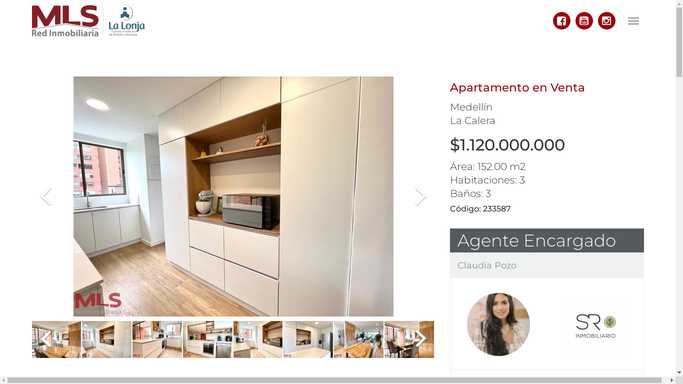 MLS
Red Inmobiliaria
La Lonja
Apartamento en Venta
Medellín
La Calera
$1.120.000.000
Área: 152.00 m2
Habitaciones: 3
Baños: 3
Código: 233587
Agente Encargado
Claudia Pozo
MLS
SR
INMOBILIARIO